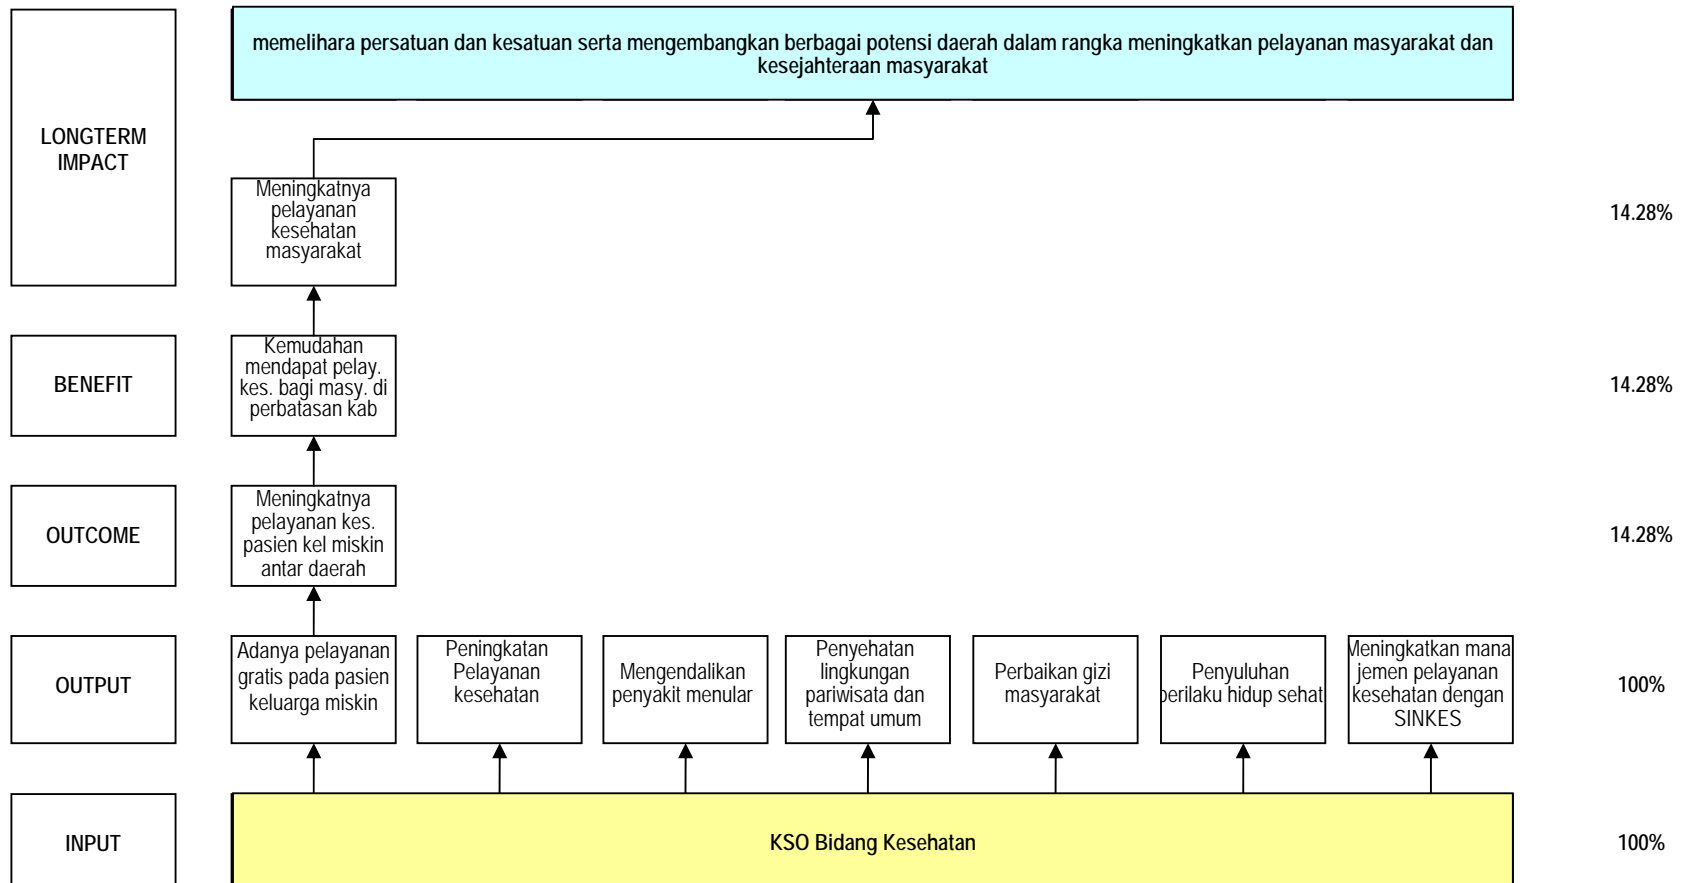 memelihara persatuan dan kesatuan serta mengembangkan berbagai potensi daerah dalam rangka meningkatkan pelayanan masyarakat dan
kesejahteraan masyarakat
LONGTERM
IMPACT
Meningkatnya
pelayanan
kesehatan
masyarakat
14.28%
BENEFIT
Kemudahan
mendapat pelay.
kes. bagi masy. di
perbatasan kab
14.28%
OUTCOME
Meningkatnya
pelayanan kes.
pasien kel miskin
antar daerah
14.28%
OUTPUT
Adanya pelayanan
gratis pada pasien
keluarga miskin
Peningkatan
Pelayanan
kesehatan
Mengendalikan
penyakit menular
Penyehatan
lingkungan
pariwisata dan
tempat umum
Perbaikan gizi
masyarakat
Penyuluhan
perilaku hidup sehat
Meningkatkan mana
jemen pelayanan
kesehatan dengan
SINKES
100%
INPUT
KSO Bidang Kesehatan
100%